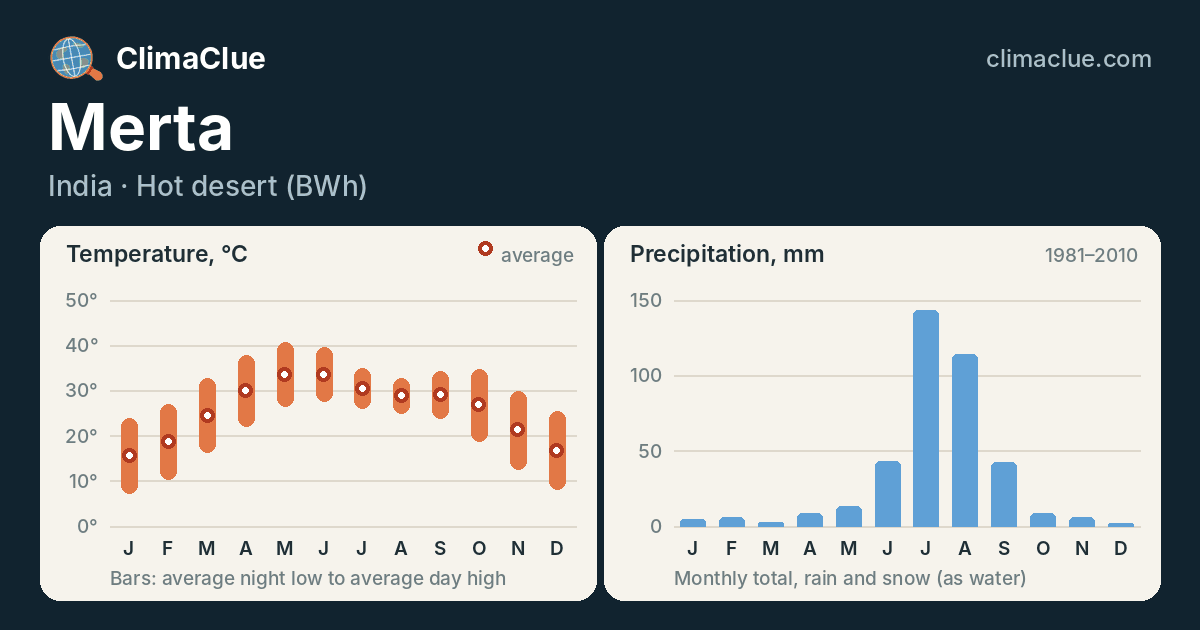 ClimaClue
climaclue.com
Merta
India · Hot desert (BWh)
Temperature, °C
average
50°
40°
30°
20°
10°
0°
J F M A M J J A S O N D
Bars: average night low to average day high
Precipitation, mm
1981–2010
150
100
50
0
J F M A M J J A S O N D
Monthly total, rain and snow (as water)